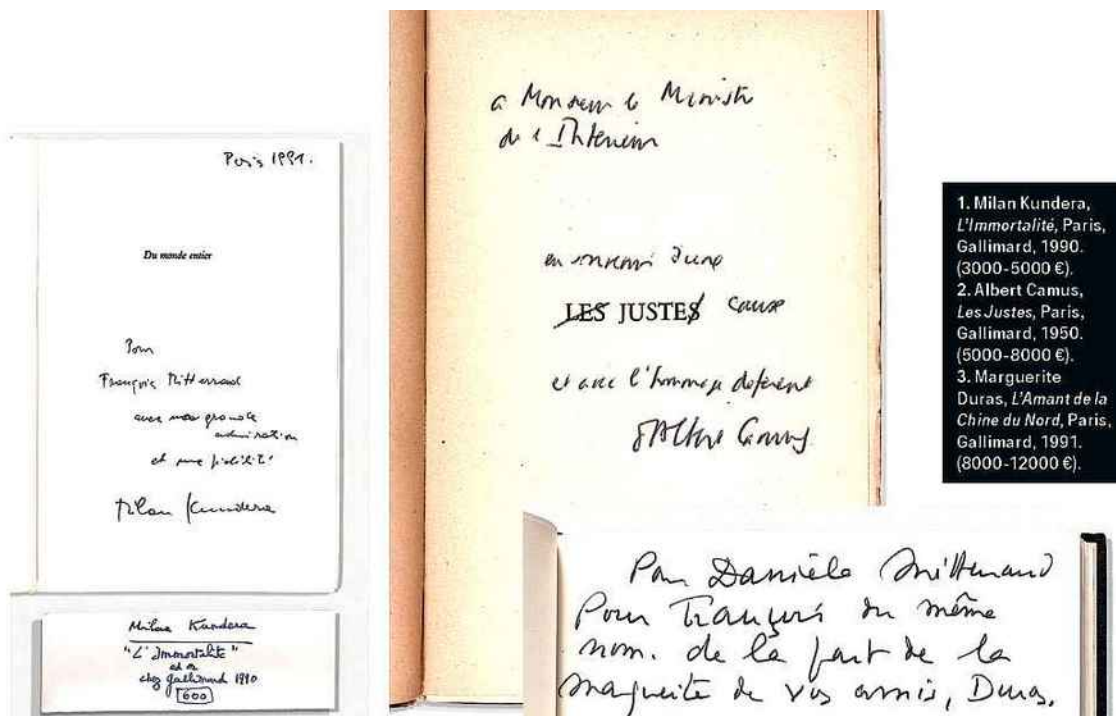 Paris 1991.
Du monde entier
Pour
François Mitterrand
avec ma grande
admiration
et ma fidélité
Milan Kundera
Milan Kundera
"L'Immortalité"
chez Gallimard 1990
600
à Monsieur le Ministre
de l'Intérieur
en souvenir d'une
LES JUSTES cause
et avec l'hommage déférent
d'Albert Camus
1. Milan Kundera,
L'Immortalité, Paris,
Gallimard, 1990.
(3000-5000 €).
2. Albert Camus,
Les Justes, Paris,
Gallimard, 1950.
(5000-8000 €).
3. Marguerite
Duras, L'Amant de la
Chine du Nord, Paris,
Gallimard, 1991.
(8000-12000 €).
Pour Danièle Mitterrand
Pour François du même
nom. de la part de la
Marguerite de vos amis, Duras.